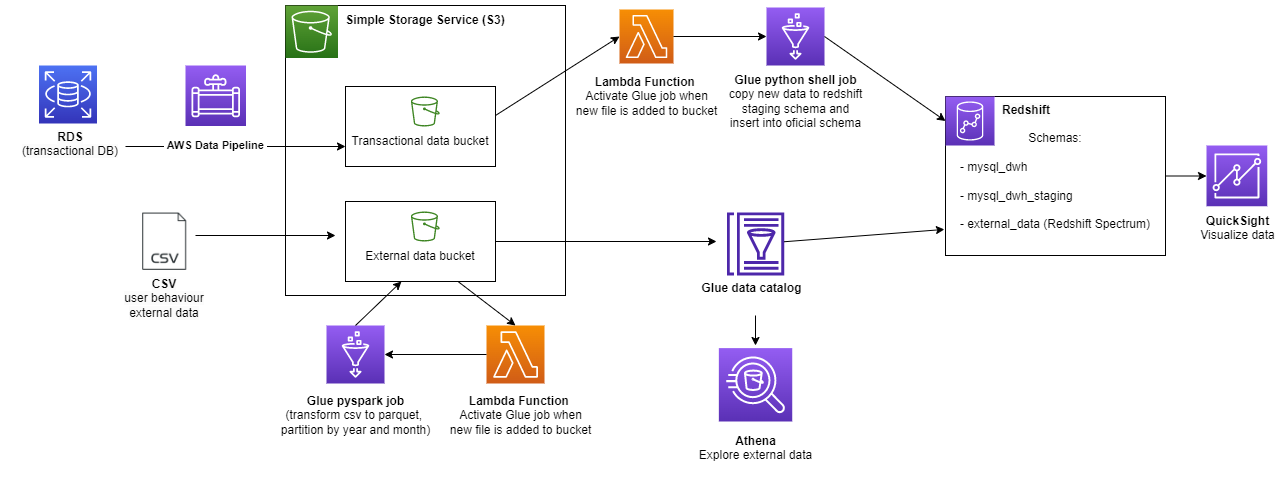 Simple Storage Service (S3)
Lambda Function
Activate Glue job when
new file is added to bucket
Glue python shell job
copy new data to redshift
staging schema and
insert into oficial schema
RDS
(transactional DB)
AWS Data Pipeline
Transactional data bucket
Redshift
Schemas:
- mysql_dwh
- mysql_dwh_staging
- external_data (Redshift Spectrum)
QuickSight
Visualize data
CSV
CSV
user behaviour
external data
External data bucket
Glue data catalog
Glue pyspark job
(transform csv to parquet,
partition by year and month)
Lambda Function
Activate Glue job when
new file is added to bucket
Athena
Explore external data